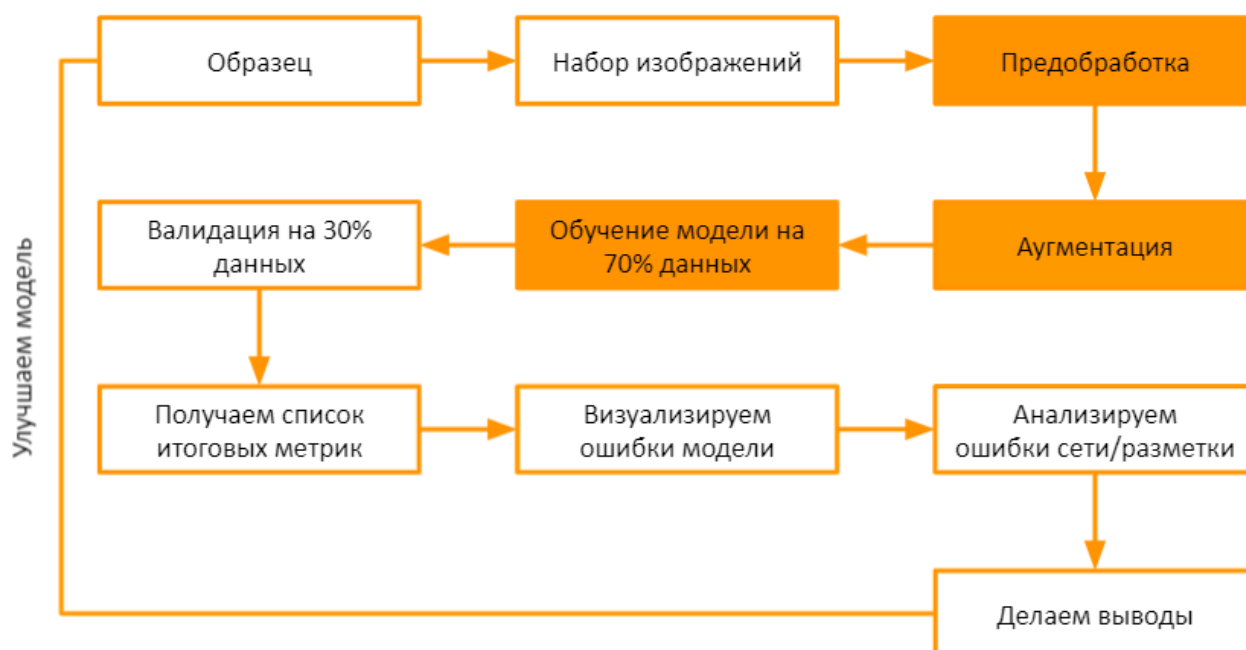 Образец
Набор изображений
Предобработка
Валидация на 30%
данных
Обучение модели на
70% данных
Аугментация
Улучшаем модель
Получаем список
итоговых метрик
Визуализируем
ошибки модели
Анализируем
ошибки сети/разметки
Делаем выводы